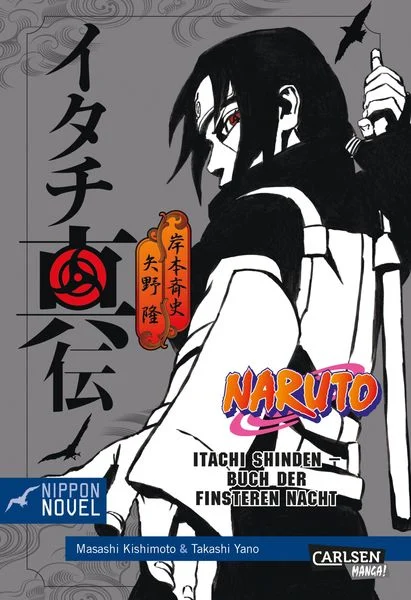 イタチ真伝
岸本斉史
矢野隆
NARUTO
ITACHI SHINDEN –
BUCH DER
FINSTEREN NACHT
NIPPON
NOVEL
Masashi Kishimoto & Takashi Yano
CARLSEN
MANGA!